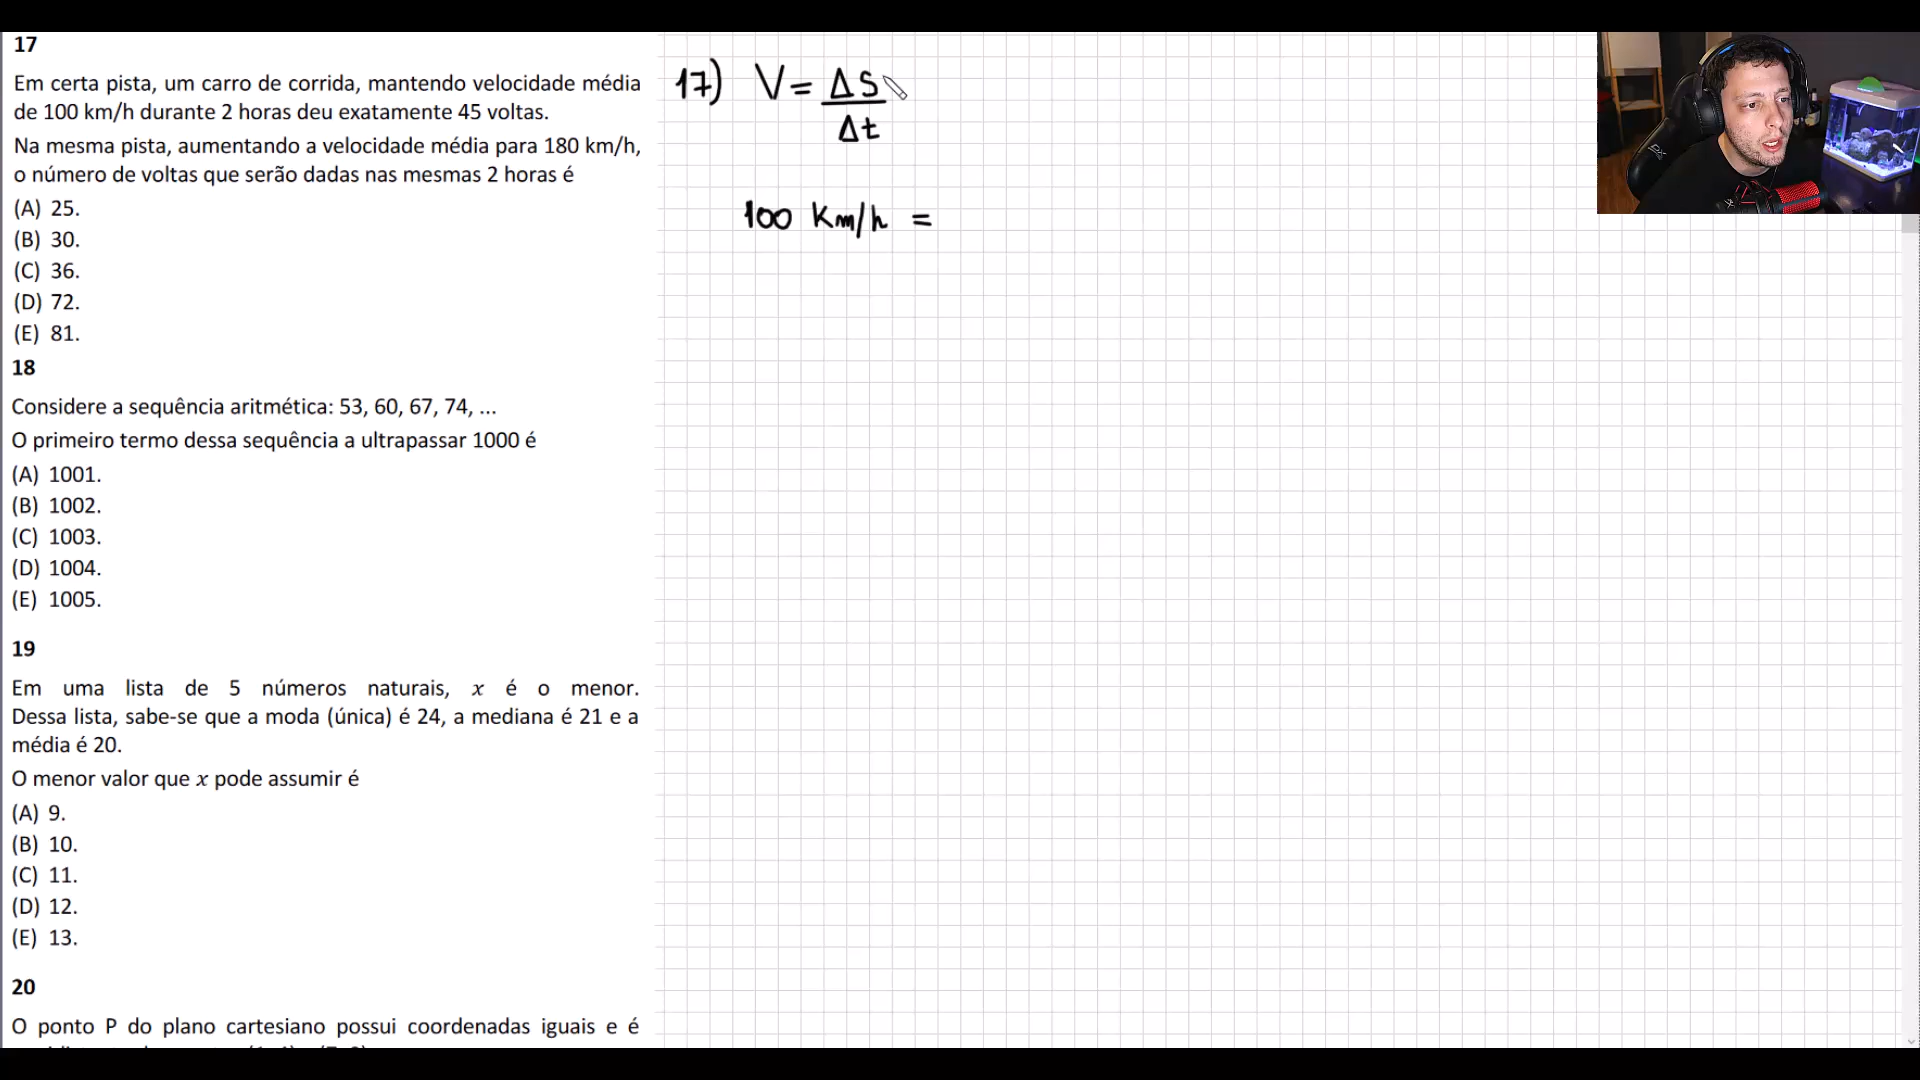 17
Em certa pista, um carro de corrida, mantendo velocidade média
de 100 km/h durante 2 horas deu exatamente 45 voltas.
Na mesma pista, aumentando a velocidade média para 180 km/h,
o número de voltas que serão dadas nas mesmas 2 horas é
(A) 25.
(B) 30.
(C) 36.
(D) 72.
(E) 81.
18
Considere a sequência aritmética: 53, 60, 67, 74, ...
O primeiro termo dessa sequência a ultrapassar 1000 é
(A) 1001.
(B) 1002.
(C) 1003.
(D) 1004.
(E) 1005.
19
Em uma lista de 5 números naturais, x é o menor.
Dessa lista, sabe-se que a moda (única) é 24, a mediana é 21 e a
média é 20.
O menor valor que x pode assumir é
(A) 9.
(B) 10.
(C) 11.
(D) 12.
(E) 13.
20
O ponto P do plano cartesiano possui coordenadas iguais e é
17) V = ΔS
Δt
100 Km/h =